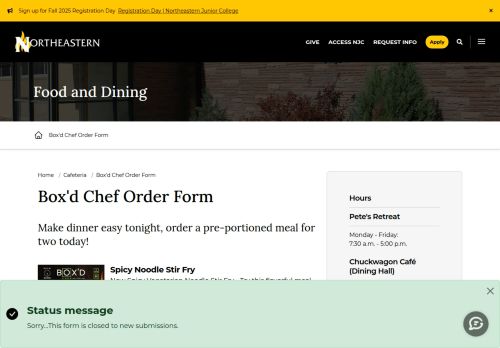 Sign up for Fall 2025 Registration Day Registration Day | Northeastern Junior College
NORTHEASTERN
GIVE ACCESS NJC REQUEST INFO Apply
Food and Dining
Box'd Chef Order Form
Home / Cafeteria / Box'd Chef Order Form
Box'd Chef Order Form
Make dinner easy tonight, order a pre-portioned meal for
two today!
BOX'D
Spicy Noodle Stir Fry
Hours
Pete's Retreat
Monday - Friday:
7:30 a.m. - 5:00 p.m.
Chuckwagon Café
(Dining Hall)
Status message
Sorry...This form is closed to new submissions.